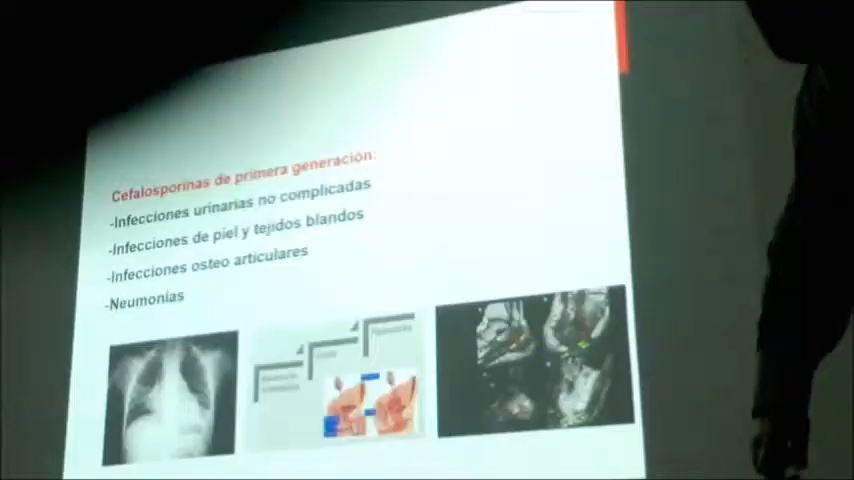 Cefalosporinas de primera generación:
-Infecciones urinarias no complicadas
-Infecciones de piel y tejidos blandos
-Infecciones osteo articulares
-Neumonías